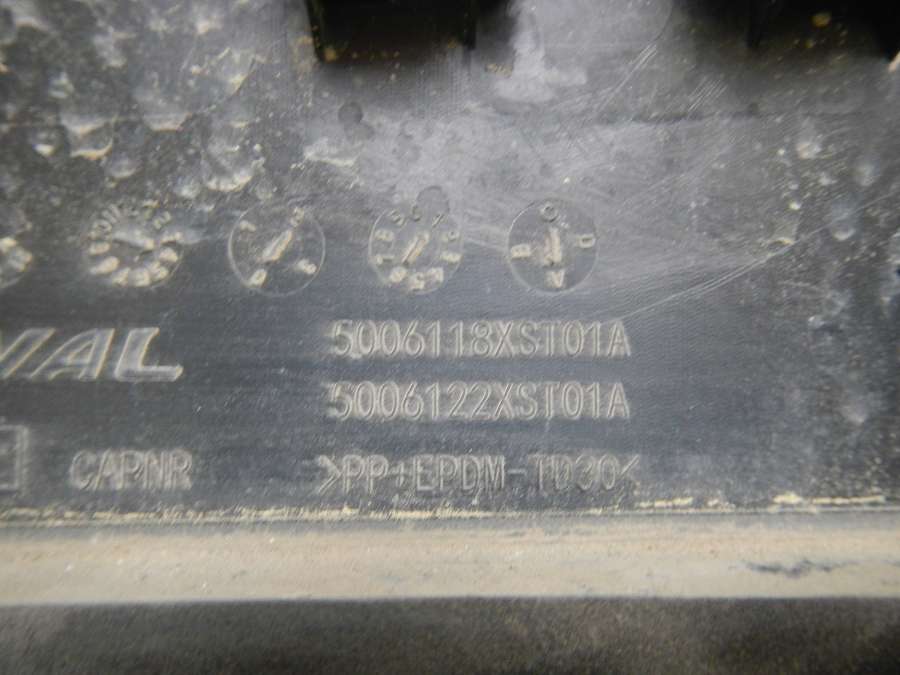 VAL
5006118XST01A
5006122XST01A
CAPNR
>PP+EPDM-TD30<